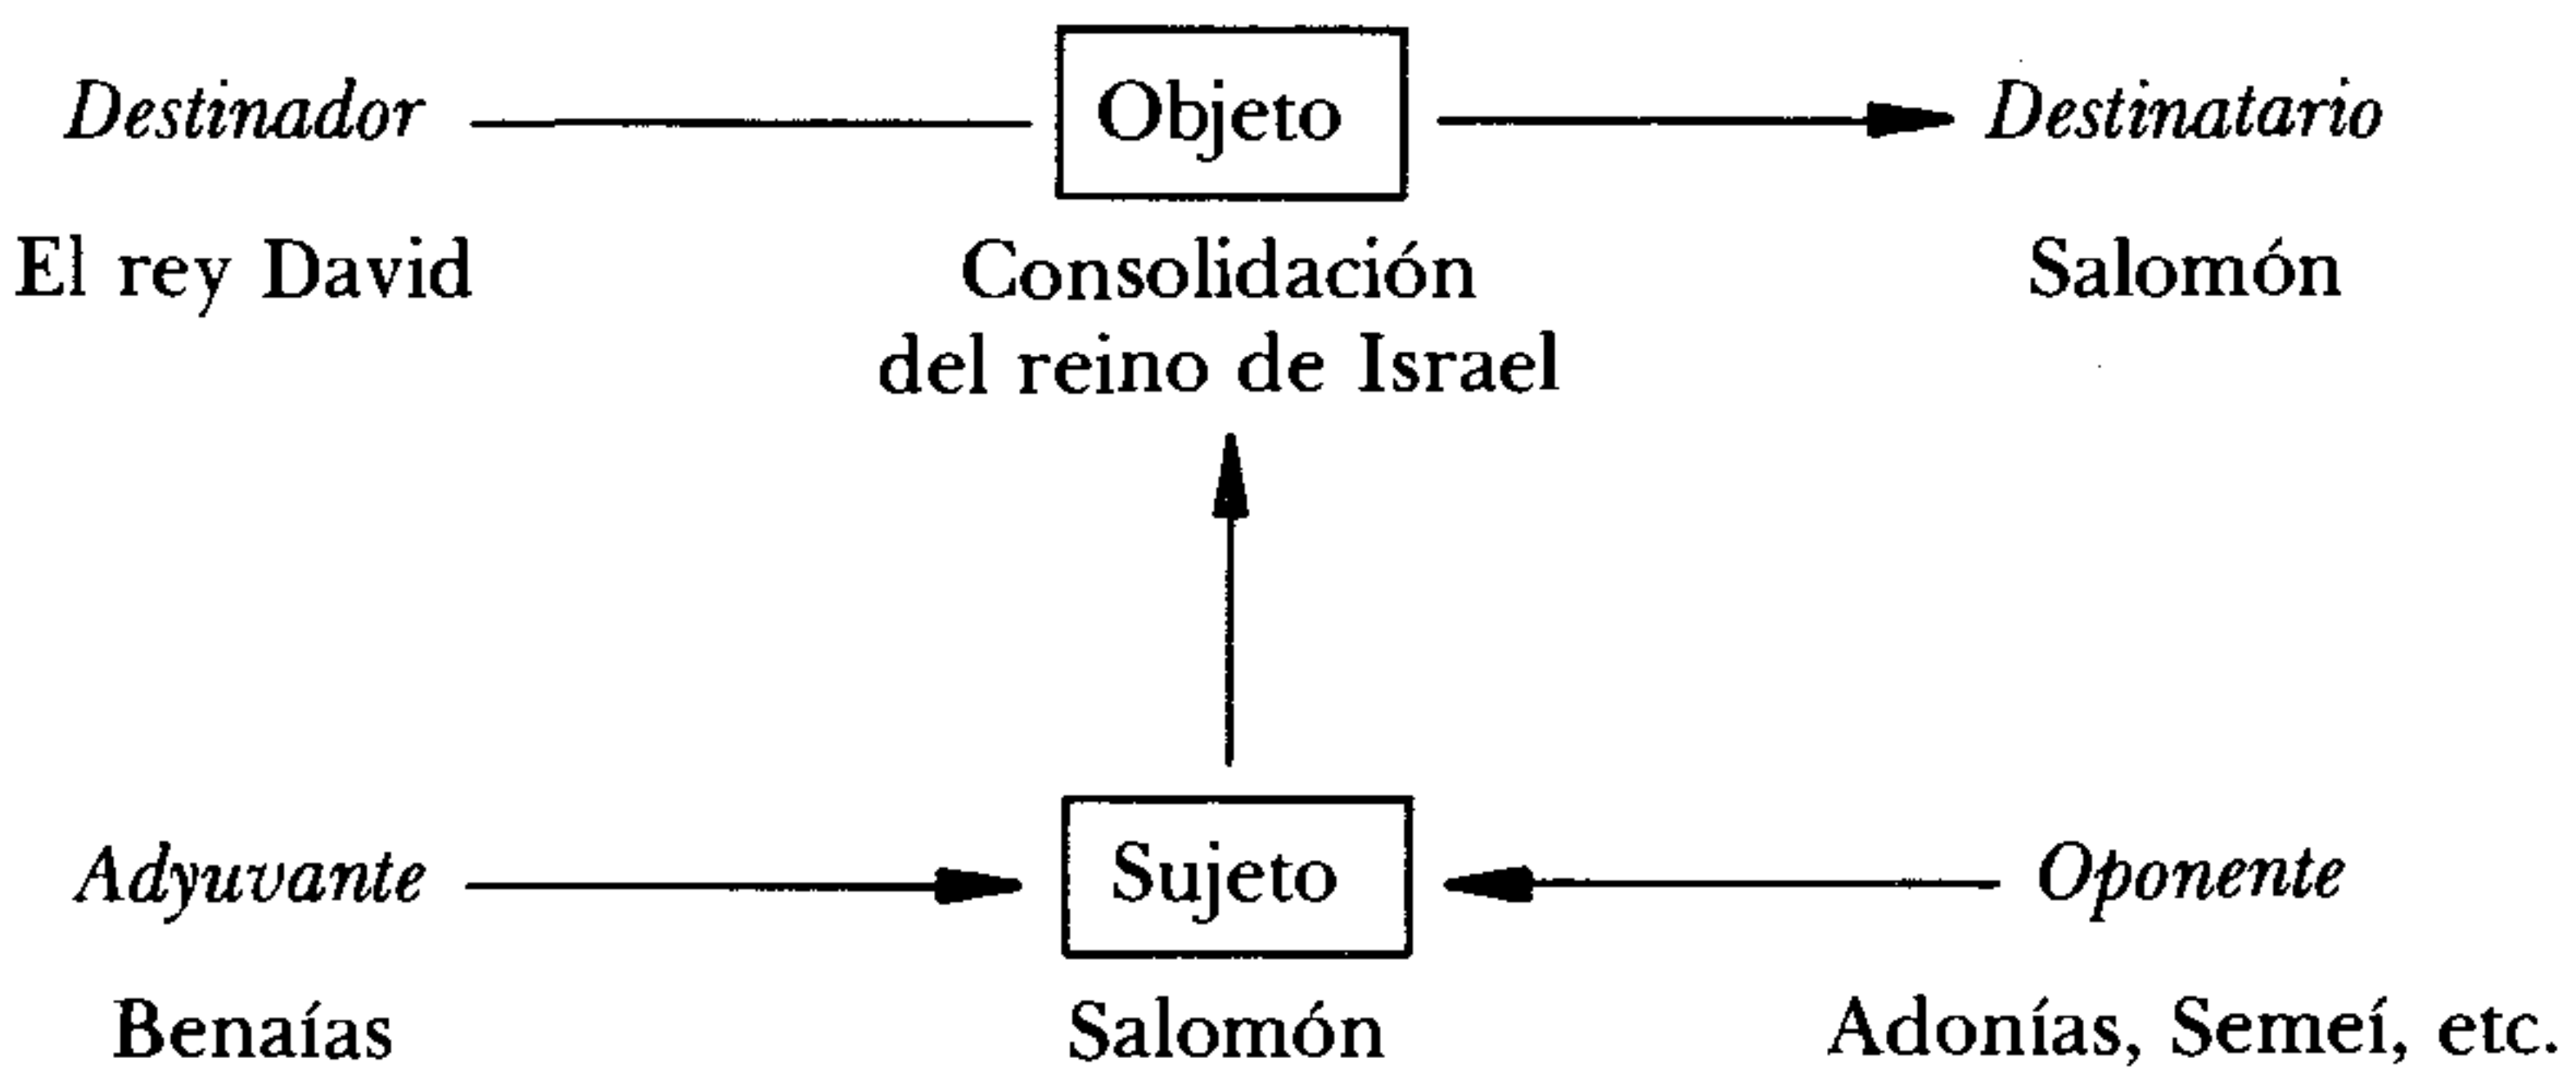 Destinador Objeto Destinatario
El rey David Consolidación Salomón
del reino de Israel
Adyuvante Sujeto Oponente
Benaías Salomón Adonías, Semeí, etc.